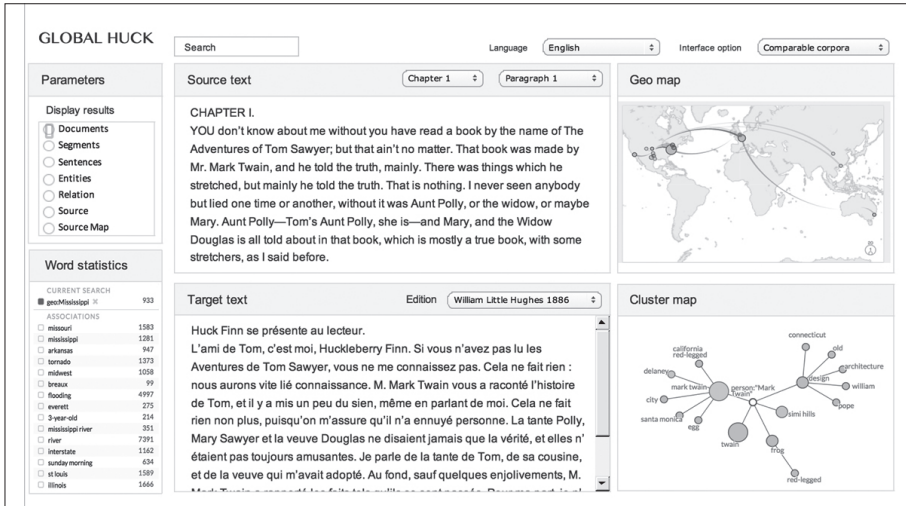 GLOBAL HUCK
Search
Language
English
Interface option
Comparable corpora
Parameters
Display results
Documents
Segments
Sentences
Entities
Relation
Source
Source Map
Word statistics
CURRENT SEARCH
geo:Mississippi
933
ASSOCIATIONS
missouri 1583
mississippi 1281
arkansas 947
tornado 1373
midwest 1058
breaux 99
flooding 4997
everett 275
3-year-old 214
mississippi river 351
river 7391
interstate 1162
sunday morning 634
st louis 1589
illinois 1666
Source text
Chapter 1
Paragraph 1
CHAPTER I.
YOU don't know about me without you have read a book by the name of The
Adventures of Tom Sawyer; but that ain't no matter. That book was made by
Mr. Mark Twain, and he told the truth, mainly. There was things which he
stretched, but mainly he told the truth. That is nothing. I never seen anybody
but lied one time or another, without it was Aunt Polly, or the widow, or maybe
Mary. Aunt Polly—Tom's Aunt Polly, she is—and Mary, and the Widow
Douglas is all told about in that book, which is mostly a true book, with some
stretchers, as I said before.
Target text
Edition
William Little Hughes 1886
Huck Finn se présente au lecteur.
L'ami de Tom, c'est moi, Huckleberry Finn. Si vous n'avez pas lu les
Aventures de Tom Sawyer, vous ne me connaissez pas. Cela ne fait rien :
nous aurons vite lié connaissance. M. Mark Twain vous a raconté l'histoire
de Tom, et il y a mis un peu du sien, même en parlant de moi. Cela ne fait
rien non plus, puisqu'on m'assure qu'il n'a ennuyé personne. La tante Polly,
Mary Sawyer et la veuve Douglas ne disaient jamais que la vérité, et elles n'
étaient pas toujours amusantes. Je parle de la tante de Tom, de sa cousine,
et de la veuve qui m'avait adopté. Au fond, sauf quelques enjolivements, M.
Geo map
Cluster map
connecticut
old
california
red-legged
architecture
delaney
design
mark twain
person:"Mark
Twain"
william
city
pope
simi hills
santa monica
egg
twain
frog
red-legged